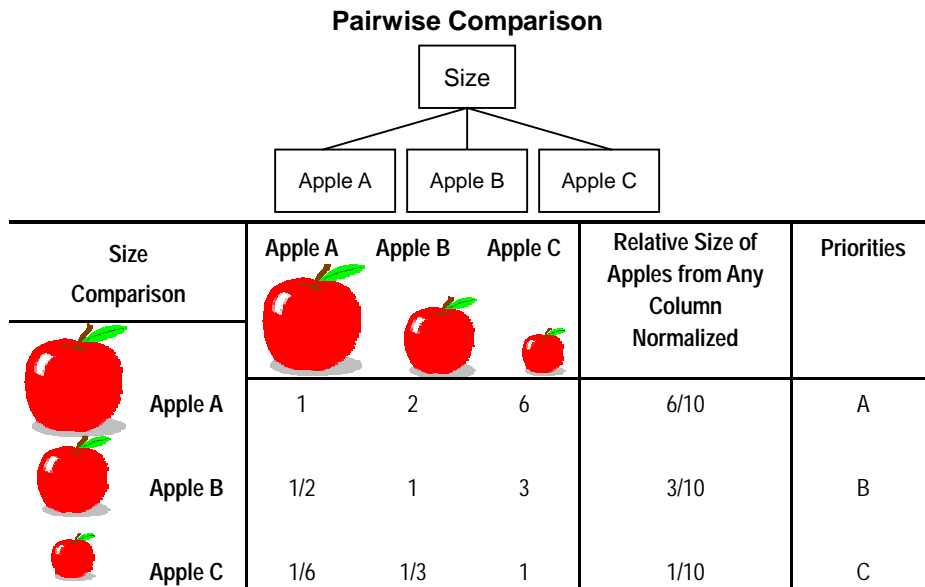 Pairwise Comparison
Size
Apple A Apple B Apple C
Size
Comparison
Apple A Apple B Apple C
Relative Size of
Apples from Any
Column
Normalized
Priorities
Apple A 1 2 6 6/10 A
Apple B 1/2 1 3 3/10 B
Apple C 1/6 1/3 1 1/10 C